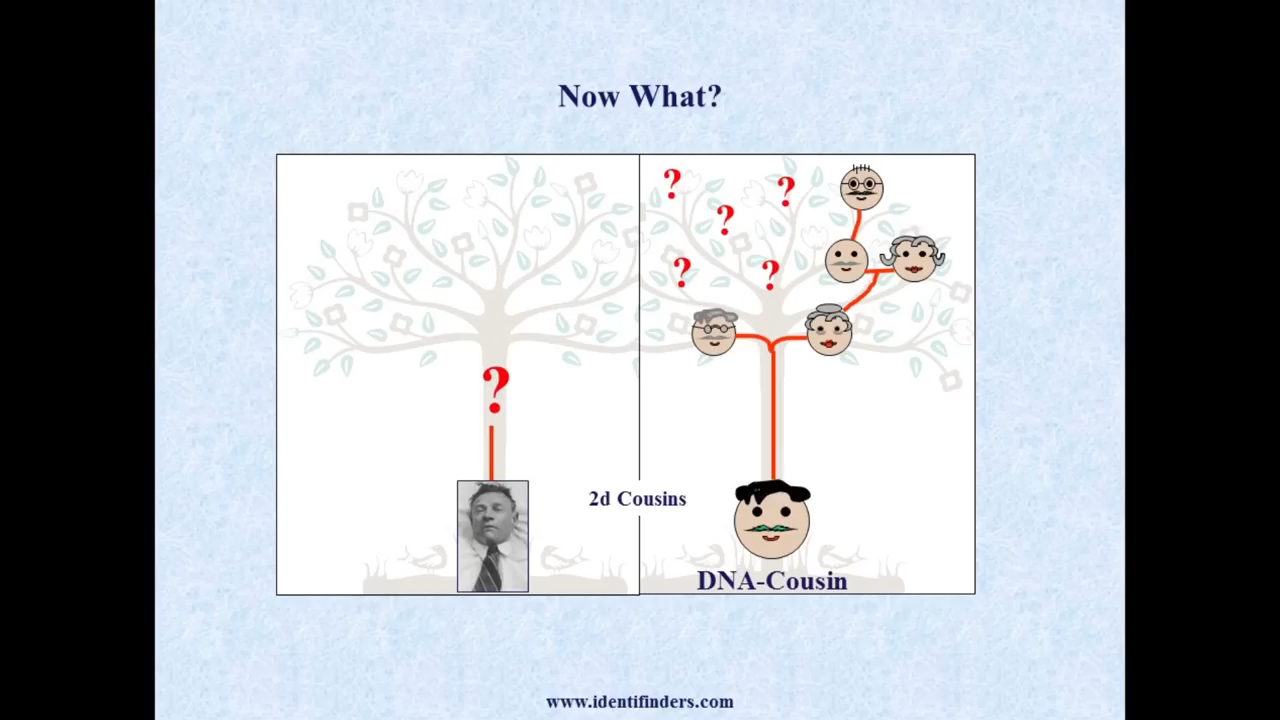 Now What?
? ? ?
? ?
?
2d Cousins
DNA-Cousin
www.identifinders.com